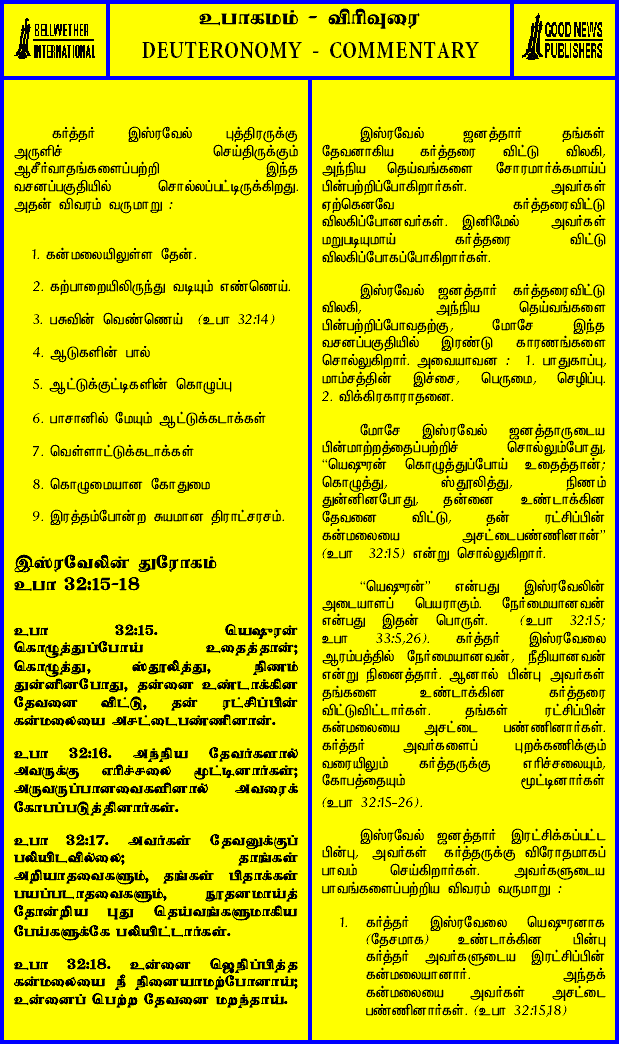 BELLWETHER
INTERNATIONAL
உபாகமம் - விரிவுரை
DEUTERONOMY - COMMENTARY
GOOD NEWS
PUBLISHERS
கர்த்தர் இஸ்ரவேல் புத்திரருக்கு
அருளிச் செய்திருக்கும்
ஆசீர்வாதங்களைப்பற்றி இந்த
வசனப்பகுதியில் சொல்லப்பட்டிருக்கிறது.
அதன் விவரம் வருமாறு :
1. கன்மலையிலுள்ள தேன்.
2. கற்பாறையிலிருந்து வடியும் எண்ணெய்.
3. பசுவின் வெண்ணெய் (உபா 32:14)
4. ஆடுகளின் பால்
5. ஆட்டுக்குட்டிகளின் கொழுப்பு
6. பாசானில் மேயும் ஆட்டுக்கடாக்கள்
7. வெள்ளாட்டுக்கடாக்கள்
8. கொழுமையான கோதுமை
9. இரத்தம்போன்ற சுயமான திராட்சரசம்.
இஸ்ரவேலின் துரோகம்
உபா 32:15-18
உபா 32:15. யெஷுரன்
கொழுத்துப்போய் உதைத்தான்;
கொழுத்து, ஸ்தூலித்து, நிணம்
துன்னினபோது, தன்னை உண்டாக்கின
தேவனை விட்டு, தன் ரட்சிப்பின்
கன்மலையை அசட்டைபண்ணினான்.
உபா 32:16. அந்நிய தேவர்களால்
அவருக்கு எரிச்சலை மூட்டினார்கள்;
அருவருப்பானவைகளினால் அவரைக்
கோபப்படுத்தினார்கள்.
உபா 32:17. அவர்கள் தேவனுக்குப்
பலியிடவில்லை; தாங்கள்
அறியாதவைகளும், தங்கள் பிதாக்கள்
பயப்படாதவைகளும், நூதனமாய்த்
தோன்றிய புது தெய்வங்களுமாகிய
பேய்களுக்கே பலியிட்டார்கள்.
உபா 32:18. உன்னை ஜெநிப்பித்த
கன்மலையை நீ நினையாமற்போனாய்;
உன்னைப் பெற்ற தேவனை மறந்தாய்.
இஸ்ரவேல் ஜனத்தார் தங்கள்
தேவனாகிய கர்த்தரை விட்டு விலகி,
அந்நிய தெய்வங்களை சோரமார்க்கமாய்ப்
பின்பற்றிப்போகிறார்கள். அவர்கள்
ஏற்கெனவே கர்த்தரைவிட்டு
விலகிப்போனவர்கள். இனிமேல் அவர்கள்
மறுபடியுமாய் கர்த்தரை விட்டு
விலகிப்போகப்போகிறார்கள்.
இஸ்ரவேல் ஜனத்தார் கர்த்தரைவிட்டு
விலகி, அந்நிய தெய்வங்களை
பின்பற்றிப்போவதற்கு, மோசே இந்த
வசனப்பகுதியில் இரண்டு காரணங்களை
சொல்லுகிறார். அவையாவன : 1. பாதுகாப்பு,
மாம்சத்தின் இச்சை, பெருமை, செழிப்பு.
2. விக்கிரகாராதனை.
மோசே இஸ்ரவேல் ஜனத்தாருடைய
பின்மாற்றத்தைப்பற்றிச் சொல்லும்போது,
“யெஷுரன் கொழுத்துப்போய் உதைத்தான்;
கொழுத்து, ஸ்தூலித்து, நிணம்
துன்னினபோது, தன்னை உண்டாக்கின
தேவனை விட்டு, தன் ரட்சிப்பின்
கன்மலையை அசட்டைபண்ணினான்”
(உபா 32:15) என்று சொல்லுகிறார்.
“யெஷுரன்” என்பது இஸ்ரவேலின்
அடையாளப் பெயராகும். நேர்மையானவன்
என்பது இதன் பொருள். (உபா 32:15;
உபா 33:5,26). கர்த்தர் இஸ்ரவேலை
ஆரம்பத்தில் நேர்மையானவன், நீதியானவன்
என்று நினைத்தார். ஆனால் பின்பு அவர்கள்
தங்களை உண்டாக்கின கர்த்தரை
விட்டுவிட்டார்கள். தங்கள் ரட்சிப்பின்
கன்மலையை அசட்டை பண்ணினார்கள்.
கர்த்தர் அவர்களைப் புறக்கணிக்கும்
வரையிலும் கர்த்தருக்கு எரிச்சலையும்,
கோபத்தையும் மூட்டினார்கள்
(உபா 32:15-26).
இஸ்ரவேல் ஜனத்தார் இரட்சிக்கப்பட்ட
பின்பு, அவர்கள் கர்த்தருக்கு விரோதமாகப்
பாவம் செய்கிறார்கள். அவர்களுடைய
பாவங்களைப்பற்றிய விவரம் வருமாறு :
1. கர்த்தர் இஸ்ரவேலை யெஷுரனாக
(தேசமாக) உண்டாக்கின பின்பு
கர்த்தர் அவர்களுடைய இரட்சிப்பின்
கன்மலையானார். அந்தக்
கன்மலையை அவர்கள் அசட்டை
பண்ணினார்கள். (உபா 32:15,18)